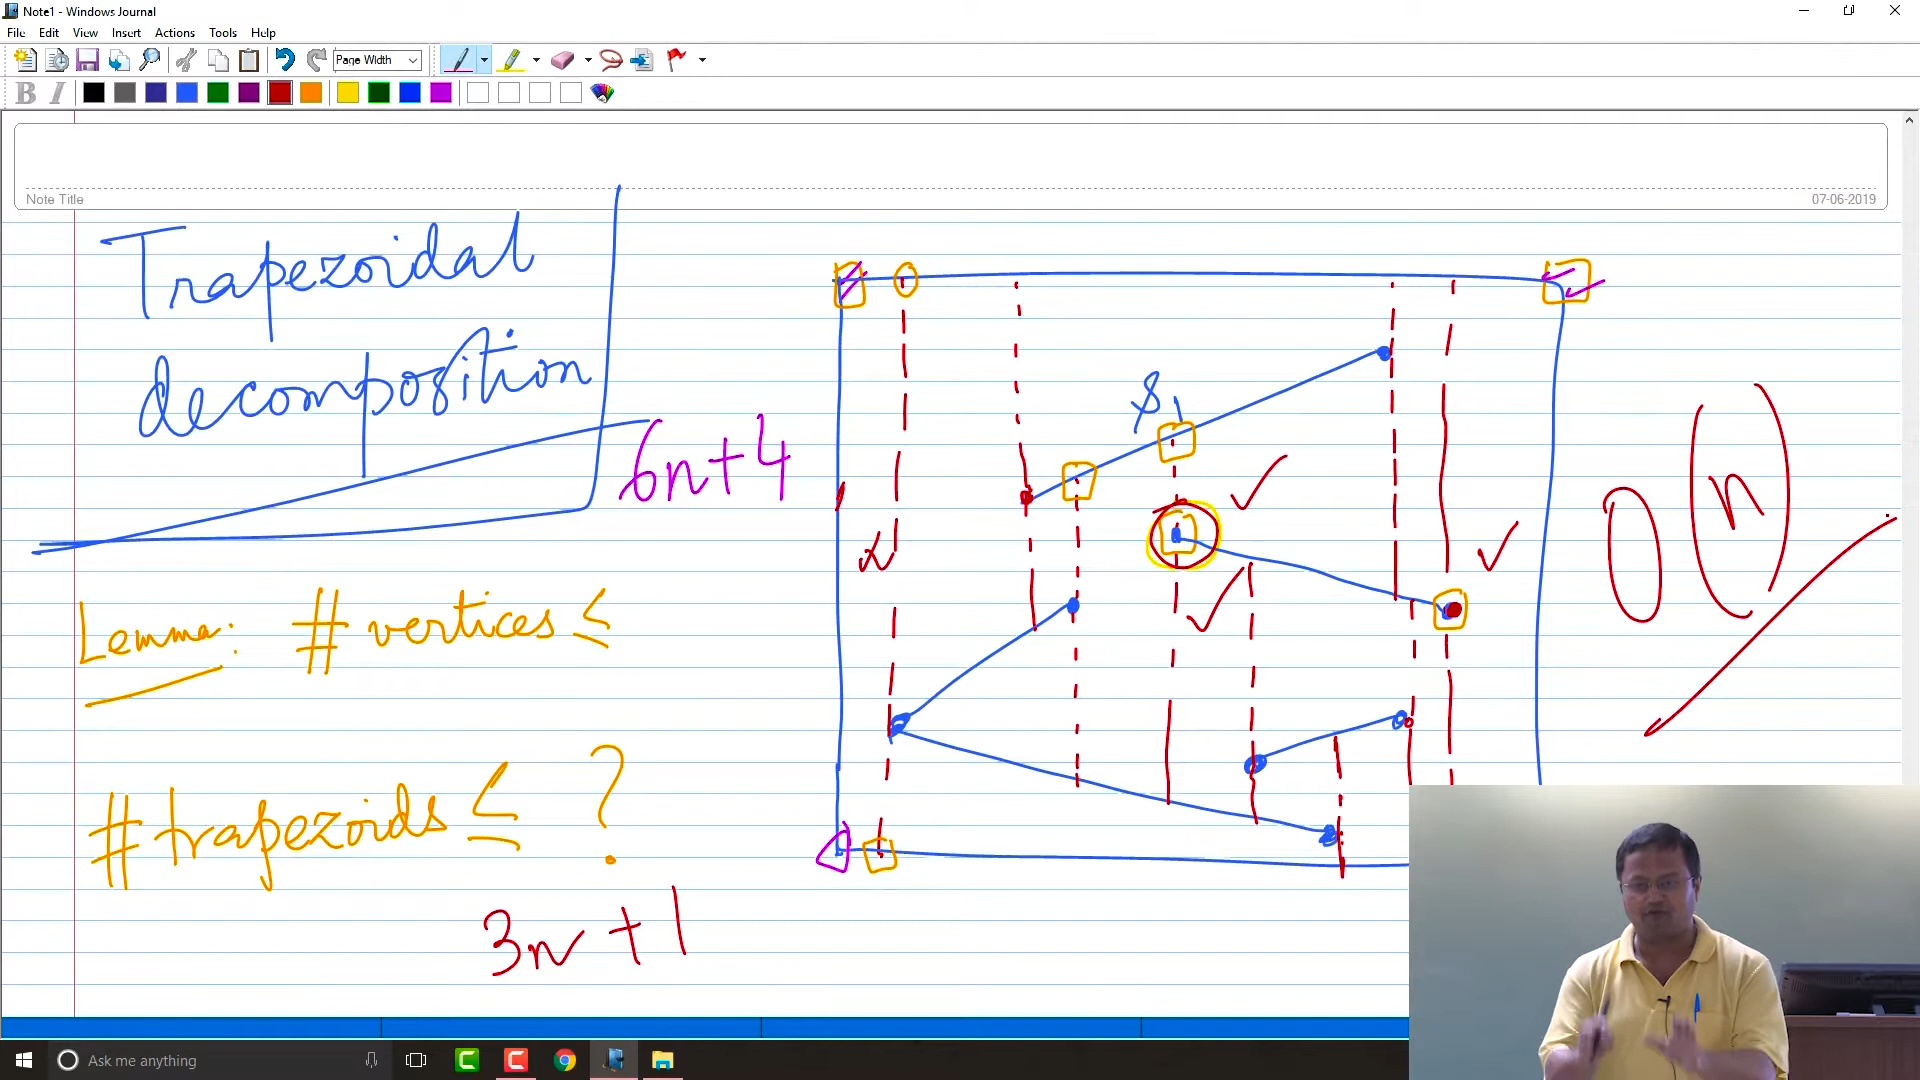 Note1 - Windows Journal
File Edit View Insert Actions Tools Help
Page Width
B I
Note Title
07-06-2019
Trapezoidal
decomposition
6n+4
s1
O(n)
Lemma: # vertices ≤
# trapezoids ≤ ?
3n+1
Ask me anything